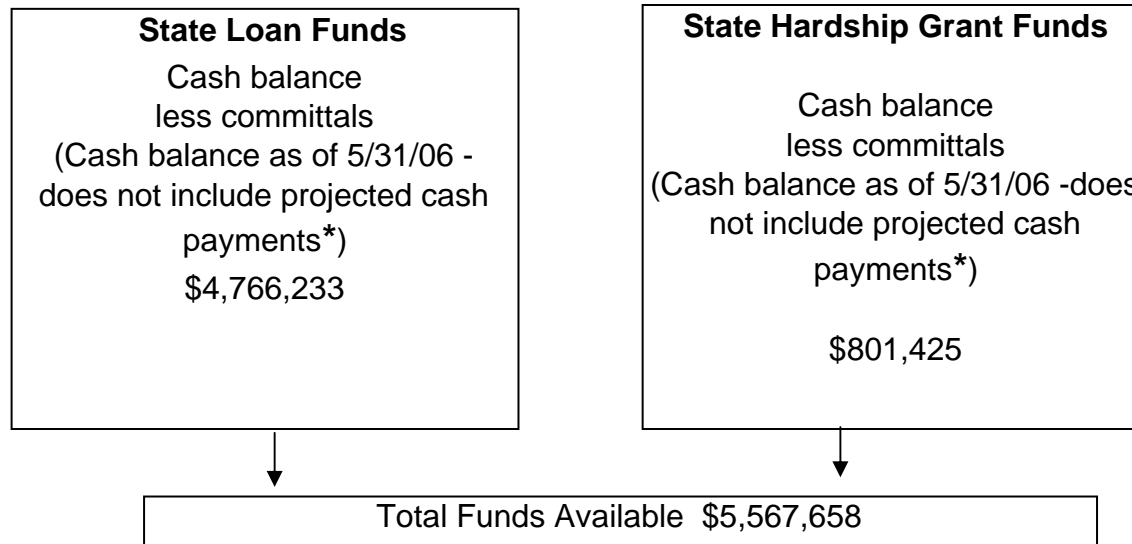 State Loan Funds
Cash balance
less committals
(Cash balance as of 5/31/06 -
does not include projected cash
payments*)
$4,766,233
State Hardship Grant Funds
Cash balance
less committals
(Cash balance as of 5/31/06 -does
not include projected cash
payments*)
$801,425
Total Funds Available $5,567,658